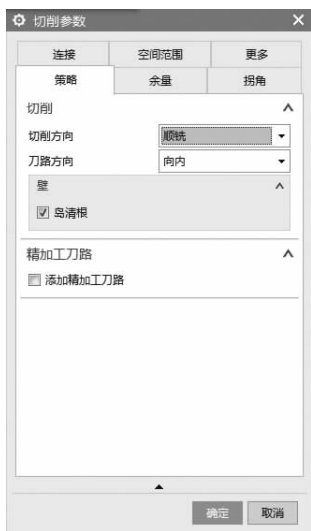 切削参数
连接 空间范围 更多
策略 余量 拐角
切削
切削方向 顺铣
刀路方向 向内
壁
岛清根
精加工刀路
添加精加工刀路
确定 取消